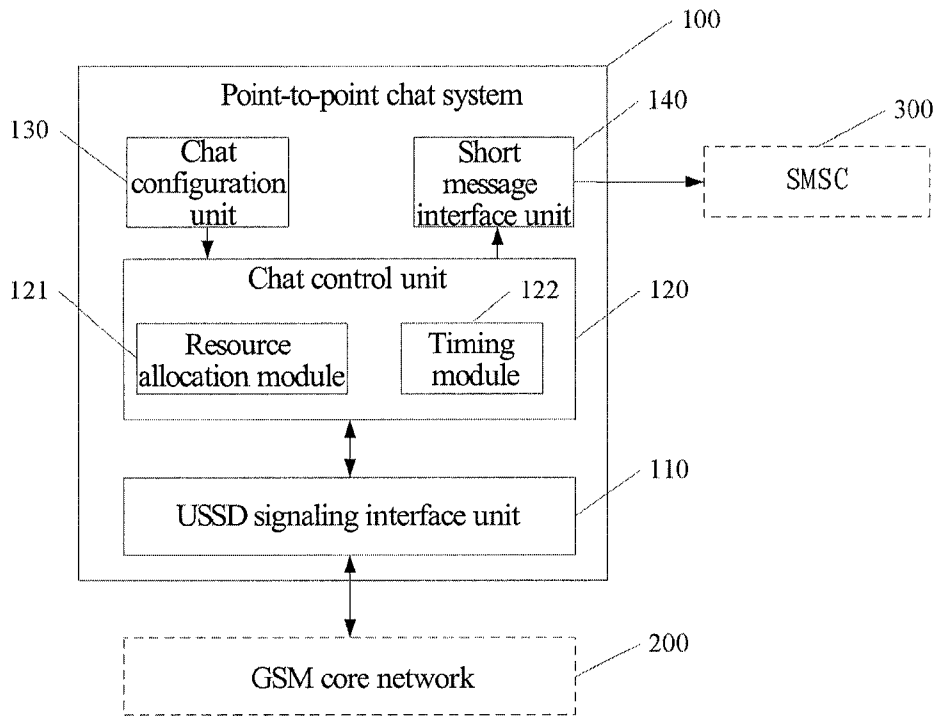 100
Point-to-point chat system
130
140
300
Chat
configuration
unit
Short
message
interface unit
SMSC
Chat control unit
121
122
120
Resource
allocation module
Timing
module
110
USSD signaling interface unit
200
GSM core network